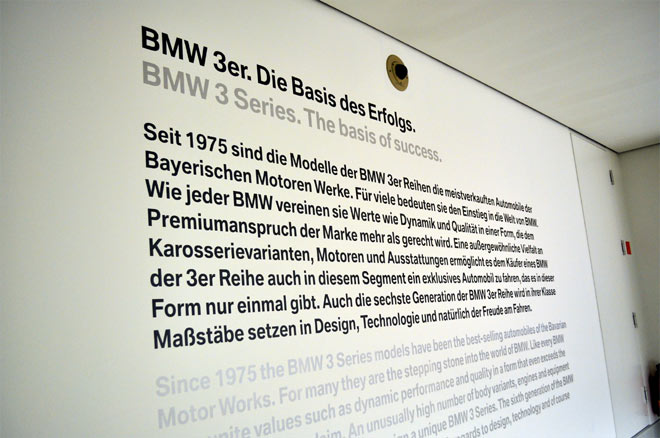 BMW 3er. Die Basis des Erfolgs.
BMW 3 Series. The basis of success.
Seit 1975 sind die Modelle der BMW 3er Reihen die meistverkauften Automobile der
Bayerischen Motoren Werke. Für viele bedeuten sie den Einstieg in die Welt von BMW.
Wie jeder BMW vereinen sie Werte wie Dynamik und Qualität in einer Form, die dem
Premiumanspruch der Marke mehr als gerecht wird. Eine außergewöhnliche Vielfalt an
Karosserievarianten, Motoren und Ausstattungen ermöglicht es dem Käufer eines BMW
der 3er Reihe auch in diesem Segment ein exklusives Automobil zu fahren, das es in dieser
Form nur einmal gibt. Auch die sechste Generation der BMW 3er Reihe wird in ihrer Klasse
Maßstäbe setzen in Design, Technologie und natürlich der Freude am Fahren.
Since 1975 the BMW 3 Series models have been the best-selling automobiles of the Bavarian
Motor Works. For many they are the stepping stone into the world of BMW. Like every BMW
unite values such as dynamic performance and quality in a form that even exceeds the
claim. An unusually high number of body variants, engines and equipment
a unique BMW 3 Series. The sixth generation of the BMW
to design, technology and of course